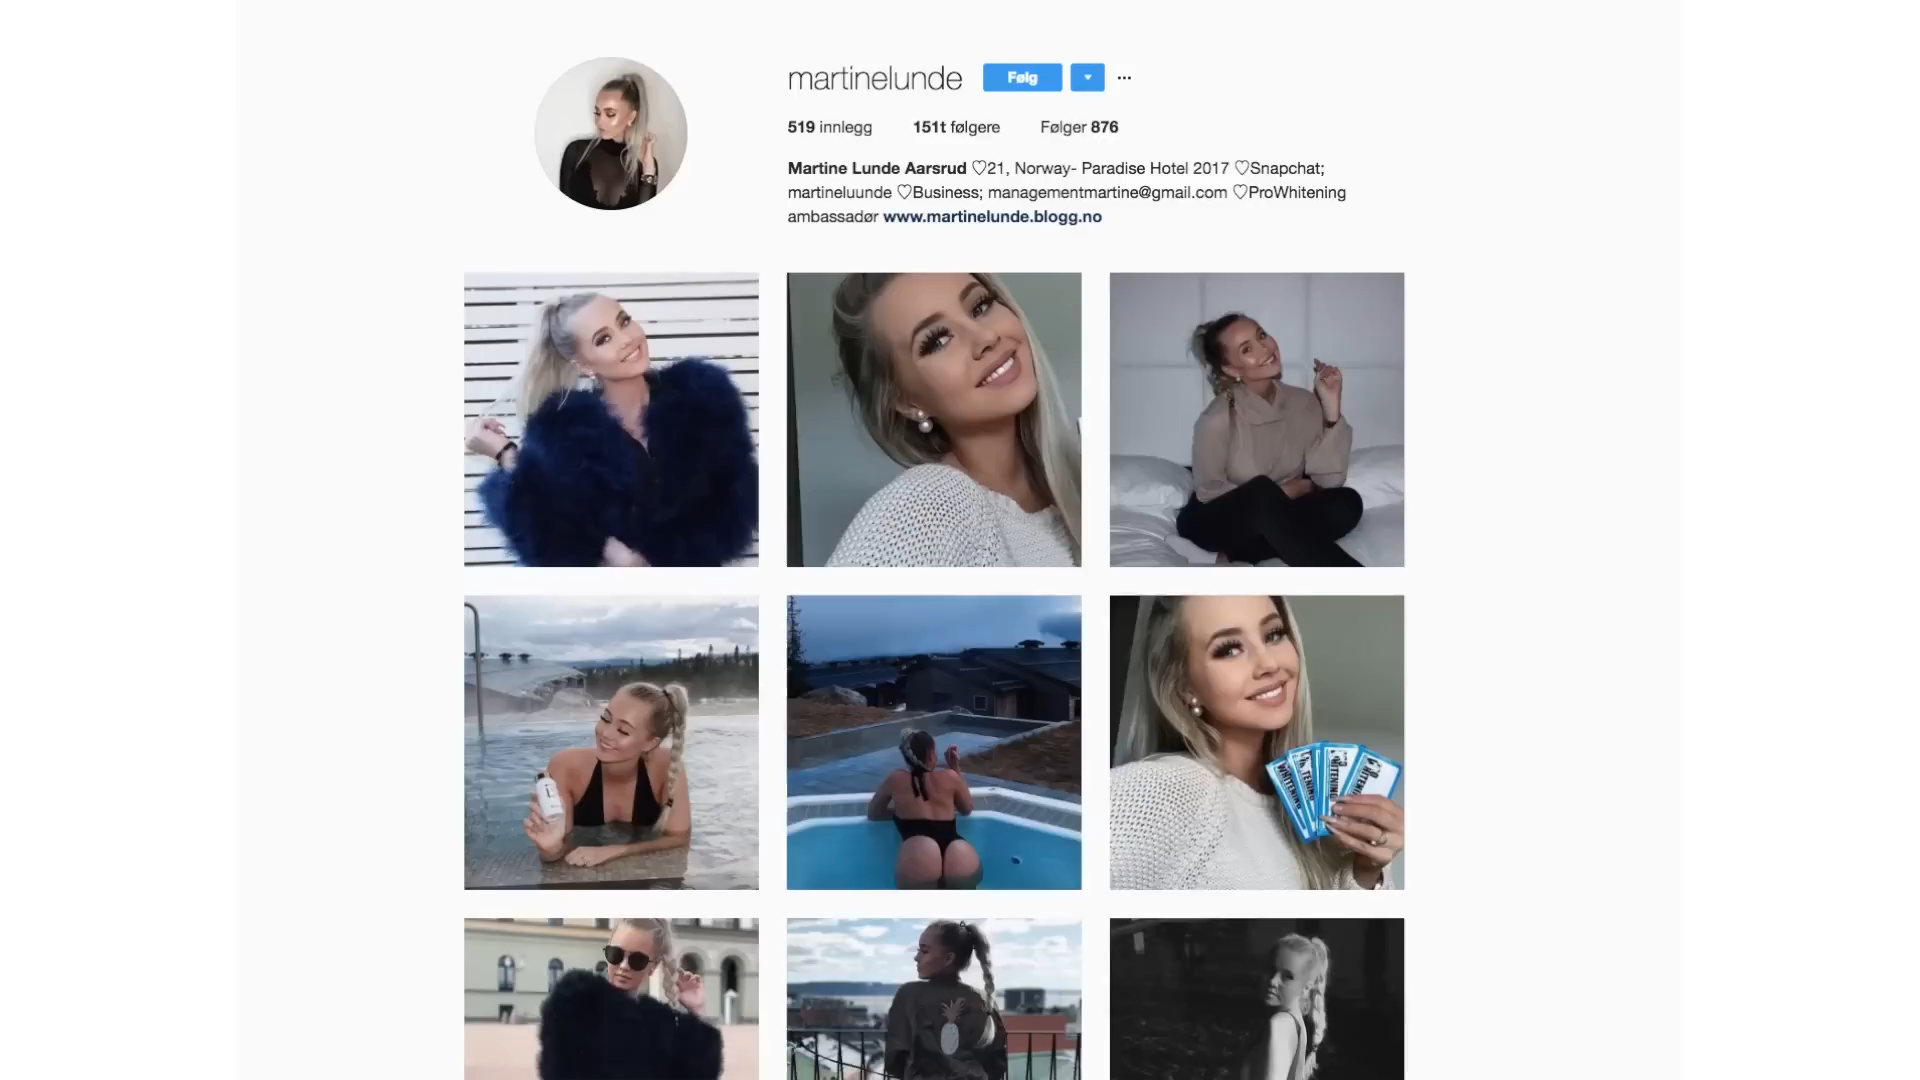 martinelunde Følg ...
519 innlegg 151t følgere Følger 876
Martine Lunde Aarsrud ♡21, Norway- Paradise Hotel 2017 ♡Snapchat;
martineluunde ♡Business; managementmartine@gmail.com ♡ProWhitening
ambassadør www.martinelunde.blogg.no
WHITENING